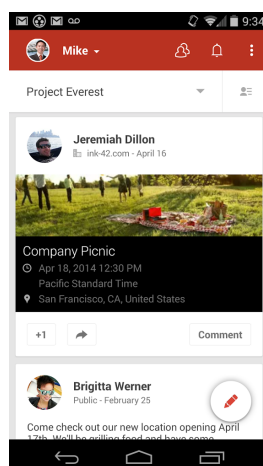 9:34
Mike
Project Everest
Jeremiah Dillon
ink-42.com - April 16
Company Picnic
Apr 18, 2014 12:30 PM
Pacific Standard Time
San Francisco, CA, United States
+1
Comment
Brigitta Werner
Public - February 25
Come check out our new location opening April
17th. We'll be grilling food and have some